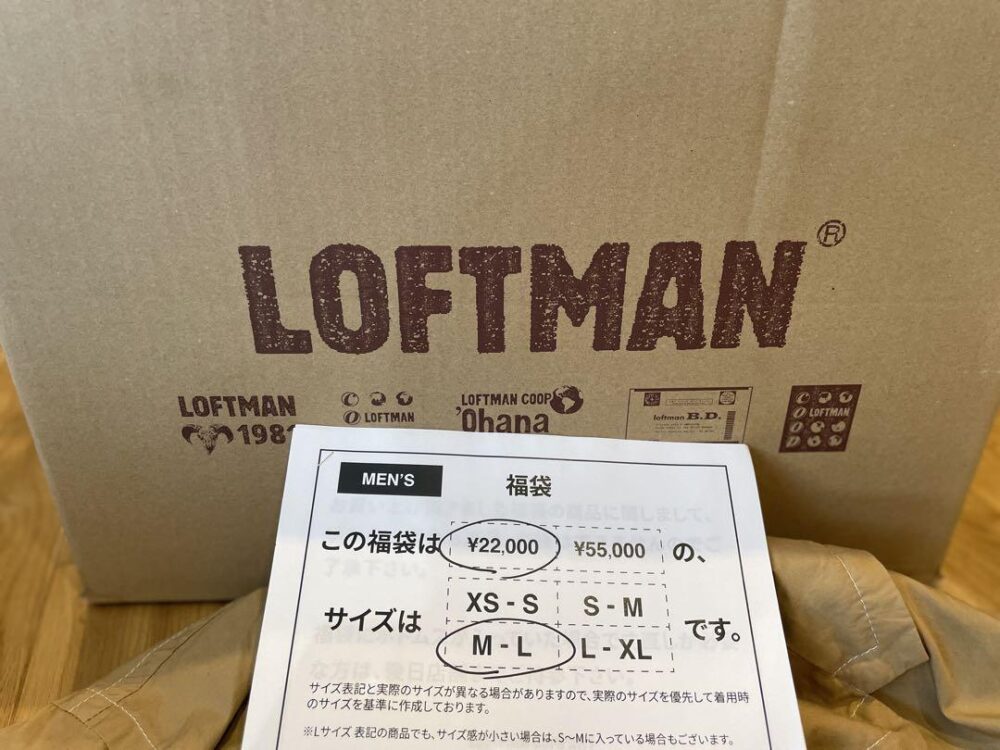 LOFTMAN®
LOFTMAN
LOFTMAN
LOFTMAN COOP
'Ohana
loftman B.D.
LOFTMAN
MEN'S
福袋
この福袋は ¥22,000 ¥55,000 の、
XS - S S - M
サイズは です。
M - L L - XL
サイズ表記と実際のサイズが異なる場合がありますので、実際のサイズを優先して着用時
のサイズを基準に作成しております。
※Lサイズ 表記の商品でも、サイズ感が小さい場合は、S〜Mに入っている場合もございます。